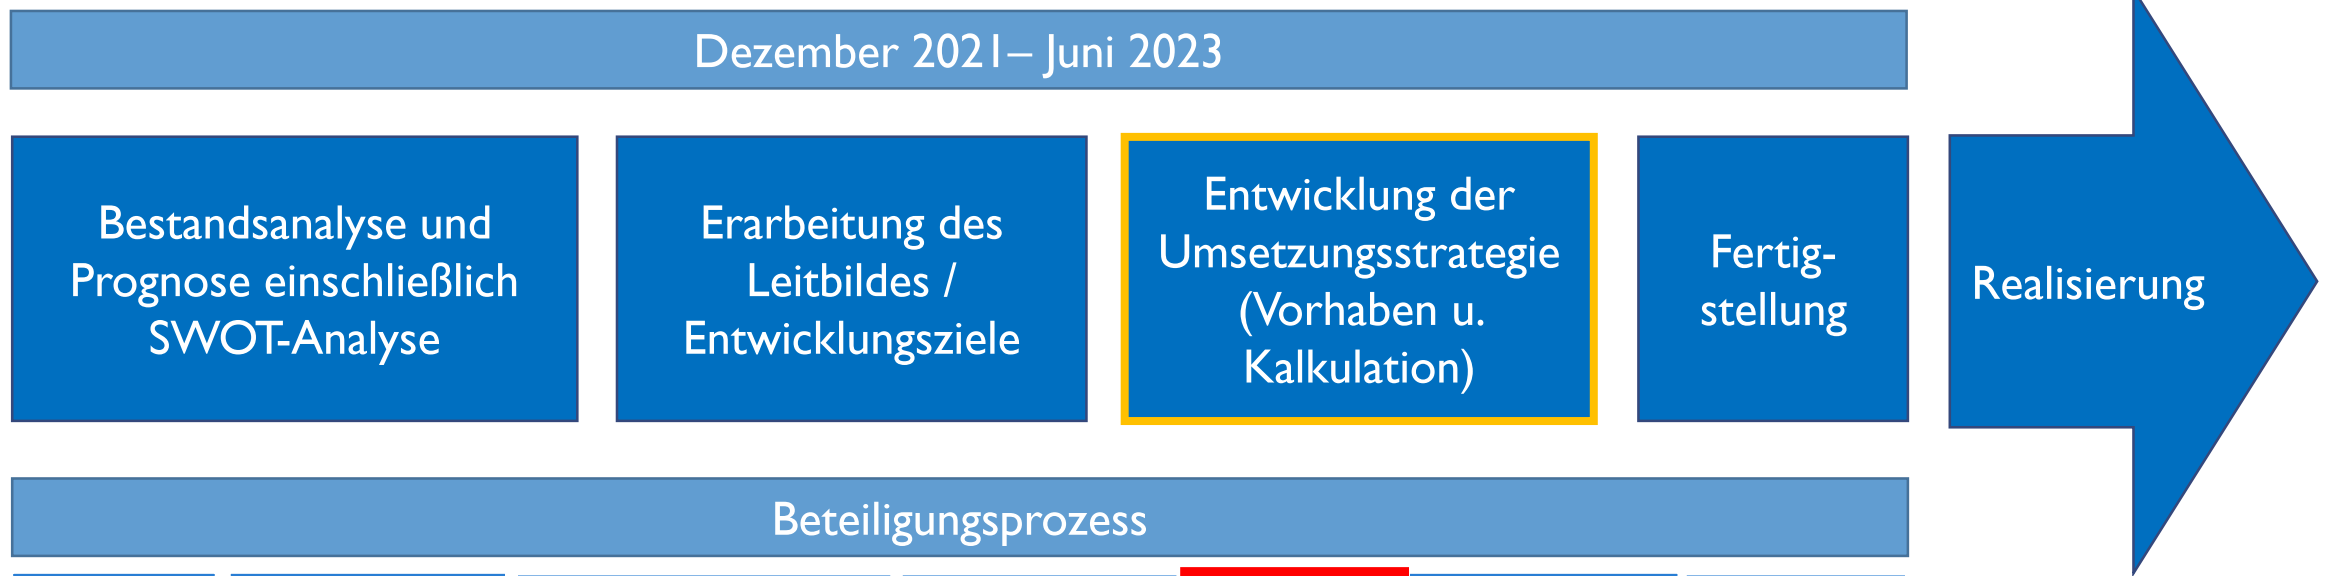 Dezember 2021– Juni 2023
Bestandsanalyse und
Prognose einschließlich
SWOT-Analyse
Erarbeitung des
Leitbildes /
Entwicklungsziele
Entwicklung der
Umsetzungsstrategie
(Vorhaben u.
Kalkulation)
Fertig-
stellung
Realisierung
Beteiligungsprozess